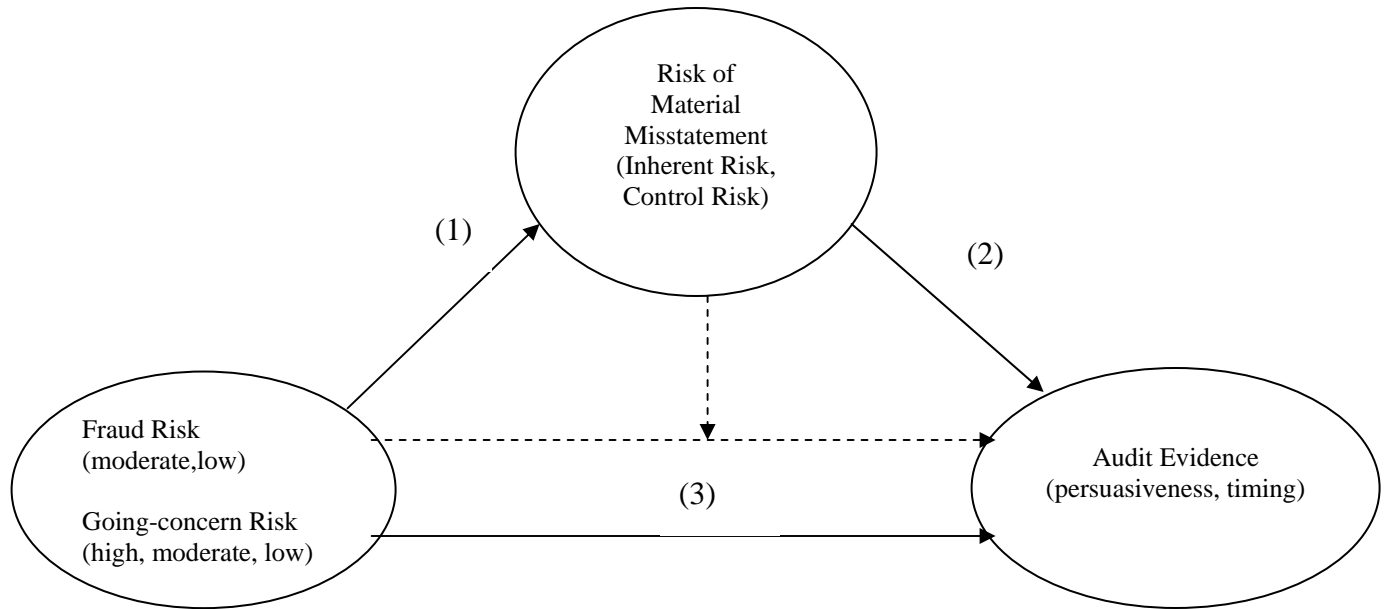 Risk of
Material
Misstatement
(Inherent Risk,
Control Risk)
(1)
(2)
Fraud Risk
(moderate,low)
Going-concern Risk
(high, moderate, low)
(3)
Audit Evidence
(persuasiveness, timing)